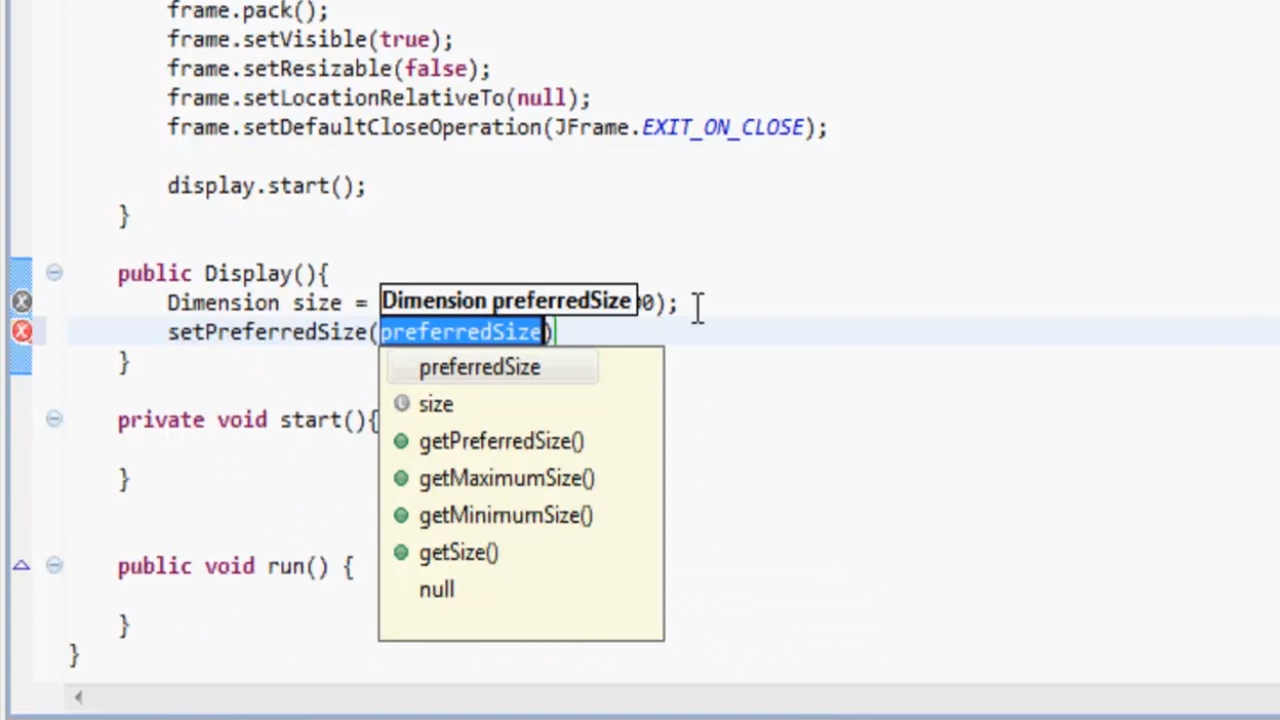 frame.pack();
frame.setVisible(true);
frame.setResizable(false);
frame.setLocationRelativeTo(null);
frame.setDefaultCloseOperation(JFrame.EXIT_ON_CLOSE);
display.start();
}
public Display(){
Dimension preferredSize
Dimension size = 0);
setPreferredSize(preferredSize)
preferredSize
}
size
private void start(){
getPreferredSize()
getMaximumSize()
}
getMinimumSize()
getSize()
public void run() {
null
}
}